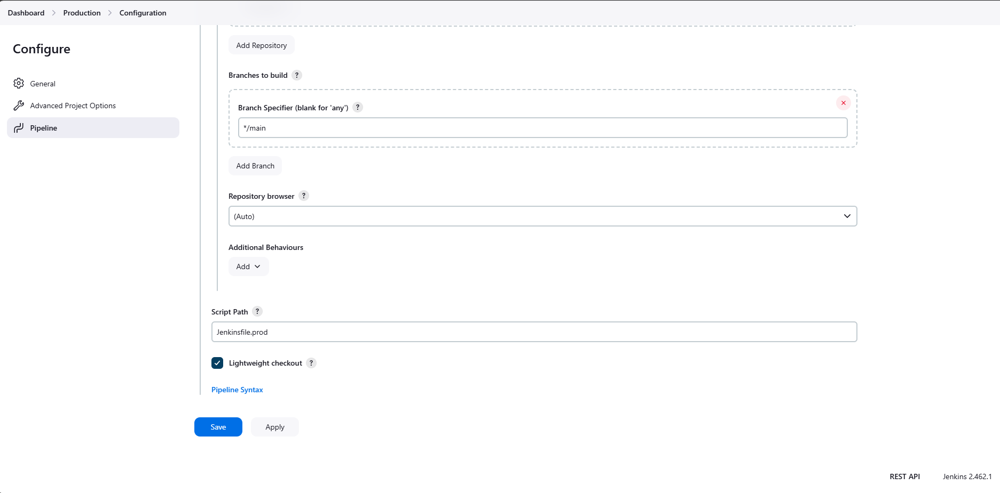 Dashboard > Production > Configuration
Configure
General
Advanced Project Options
Pipeline
Add Repository
Branches to build ?
Branch Specifier (blank for 'any') ?
*/main
Add Branch
Repository browser ?
(Auto)
Additional Behaviours
Add
Script Path ?
Jenkinsfile.prod
Lightweight checkout ?
Pipeline Syntax
Save Apply
REST API Jenkins 2.462.1